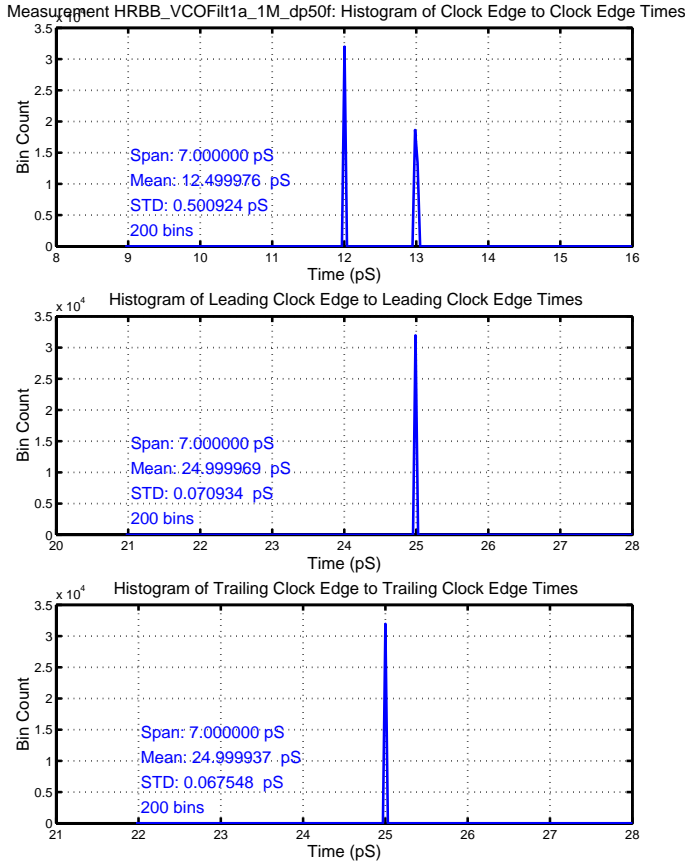 Measurement HRBB_VCOFilt1a_1M_dp50f: Histogram of Clock Edge to Clock Edge Times
3.5
3
2.5
2
1.5
1
0.5
0
Bin Count
Span: 7.000000 pS
Mean: 12.499976 pS
STD: 0.500924 pS
200 bins
8 9 10 11 12 13 14 15 16
Time (pS)
x 10^4 Histogram of Leading Clock Edge to Leading Clock Edge Times
3.5
3
2.5
2
1.5
1
0.5
0
Bin Count
Span: 7.000000 pS
Mean: 24.999969 pS
STD: 0.070934 pS
200 bins
20 21 22 23 24 25 26 27 28
Time (pS)
x 10^4 Histogram of Trailing Clock Edge to Trailing Clock Edge Times
3.5
3
2.5
2
1.5
1
0.5
0
Bin Count
Span: 7.000000 pS
Mean: 24.999937 pS
STD: 0.067548 pS
200 bins
21 22 23 24 25 26 27 28
Time (pS)